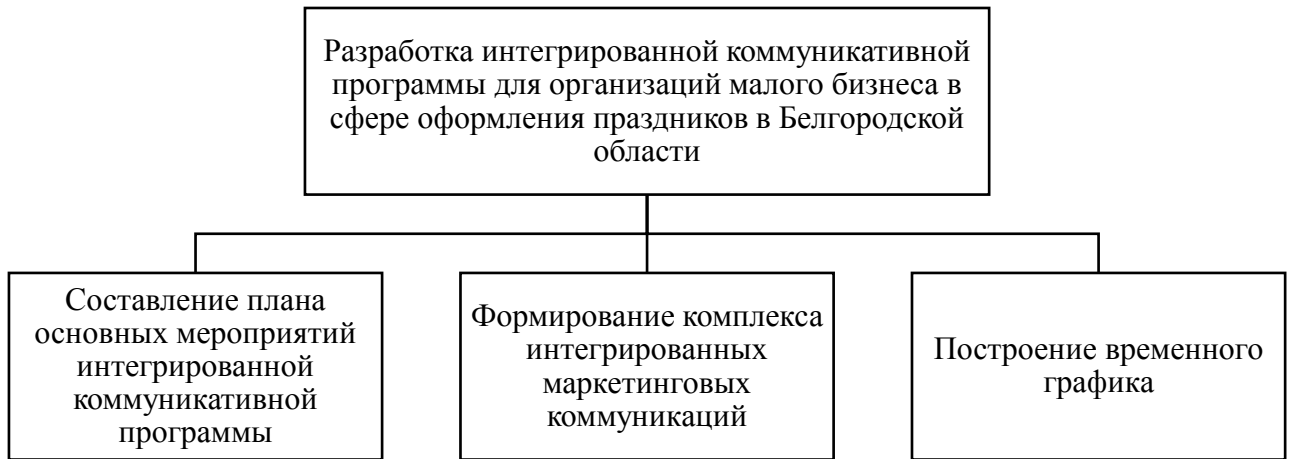 Разработка интегрированной коммуникативной
программы для организаций малого бизнеса в
сфере оформления праздников в Белгородской
области
Составление плана
основных мероприятий
интегрированной
коммуникативной
программы
Формирование комплекса
интегрированных
маркетинговых
коммуникаций
Построение временного
графика